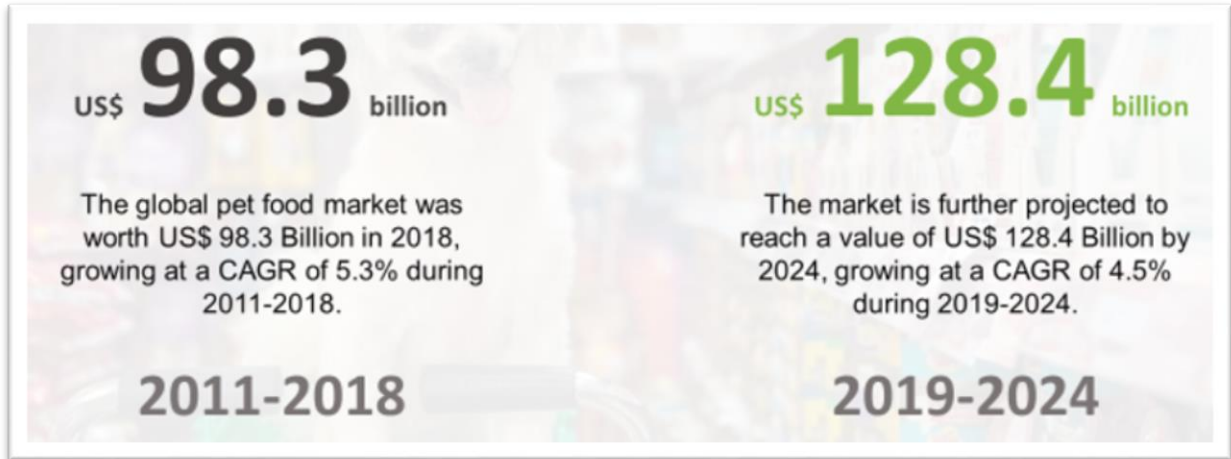 US$ 98.3 billion
The global pet food market was
worth US$ 98.3 Billion in 2018,
growing at a CAGR of 5.3% during
2011-2018.
2011-2018
US$ 128.4 billion
The market is further projected to
reach a value of US$ 128.4 Billion by
2024, growing at a CAGR of 4.5%
during 2019-2024.
2019-2024